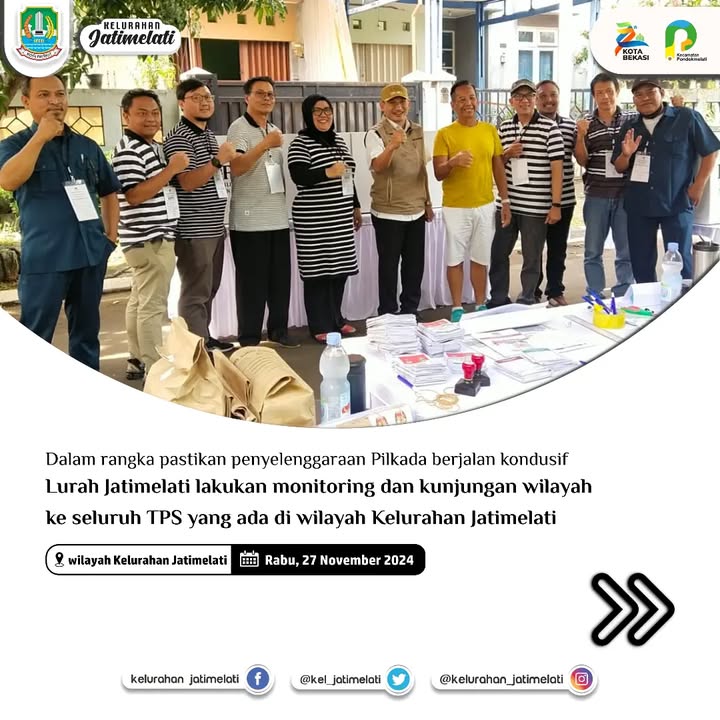 KELURAHAN
Jatimelati
KOTA
BEKASI
Kecamatan
Pondokmelati
Dalam rangka pastikan penyelenggaraan Pilkada berjalan kondusif
Lurah Jatimelati lakukan monitoring dan kunjungan wilayah
ke seluruh TPS yang ada di wilayah Kelurahan Jatimelati
wilayah Kelurahan Jatimelati
Rabu, 27 November 2024
kelurahan jatimelati
@kel_jatimelati
@kelurahan_jatimelati